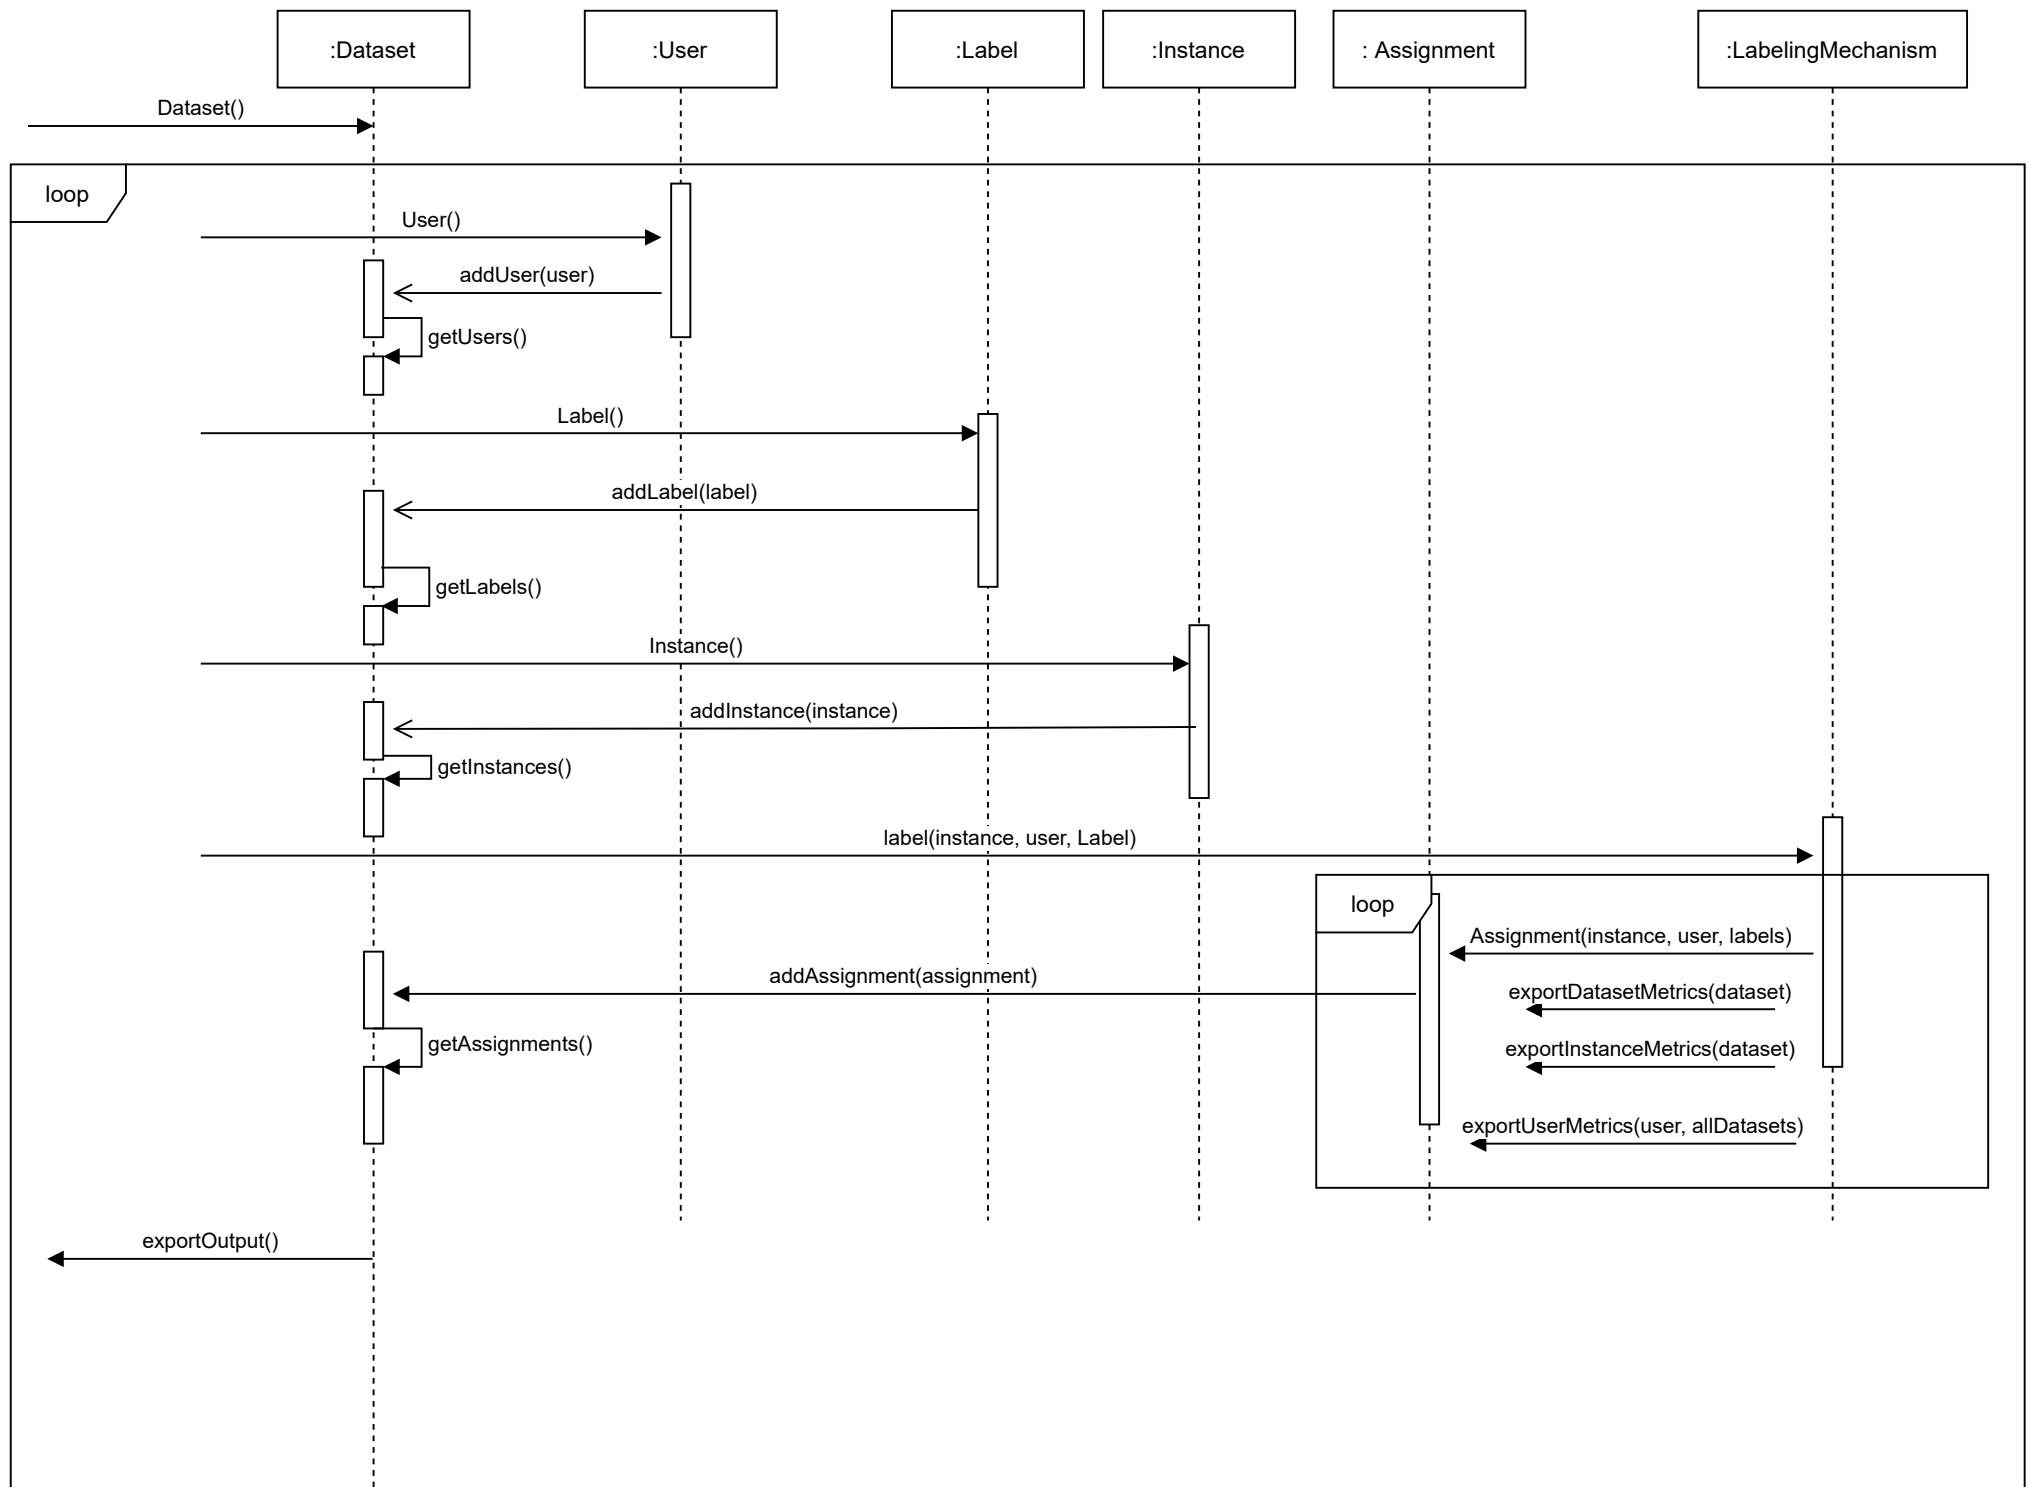 :Dataset
:User
:Label
:Instance
: Assignment
:LabelingMechanism
Dataset()
loop
User()
addUser(user)
getUsers()
Label()
addLabel(label)
getLabels()
Instance()
addInstance(instance)
getInstances()
label(instance, user, Label)
loop
Assignment(instance, user, labels)
addAssignment(assignment)
exportDatasetMetrics(dataset)
getAssignments()
exportInstanceMetrics(dataset)
exportUserMetrics(user, allDatasets)
exportOutput()